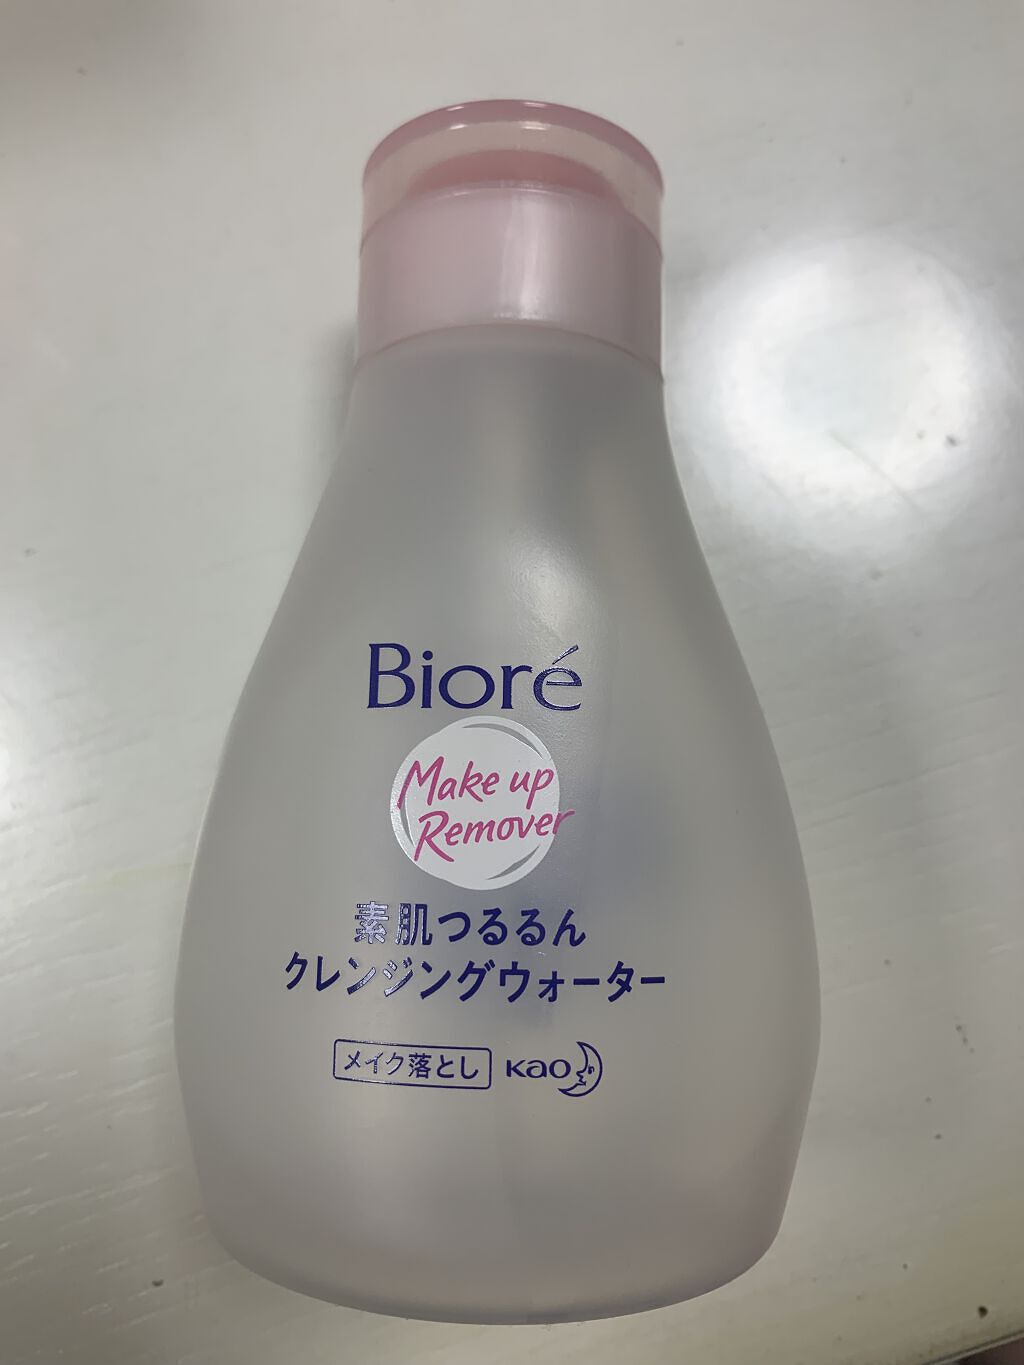 Bioré
Make up
Remover
素肌つるるん
クレンジングウォーター
メイク落とし
Kao